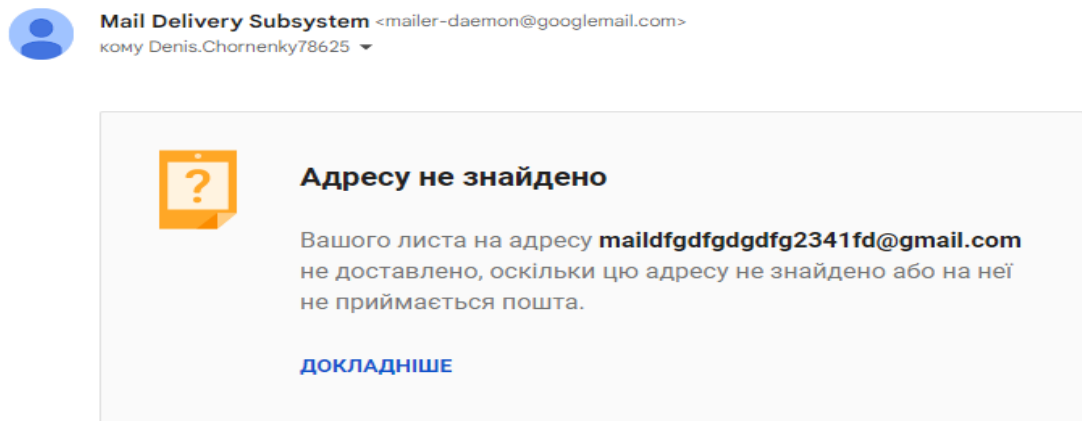 Mail Delivery Subsystem <mailer-daemon@googlemail.com>
кому Denis.Chornenky78625
?
Адресу не знайдено
Вашого листа на адресу maildfgdfgdgdfg2341fd@gmail.com
не доставлено, оскільки цю адресу не знайдено або на неї
не приймається пошта.
ДОКЛАДНІШЕ